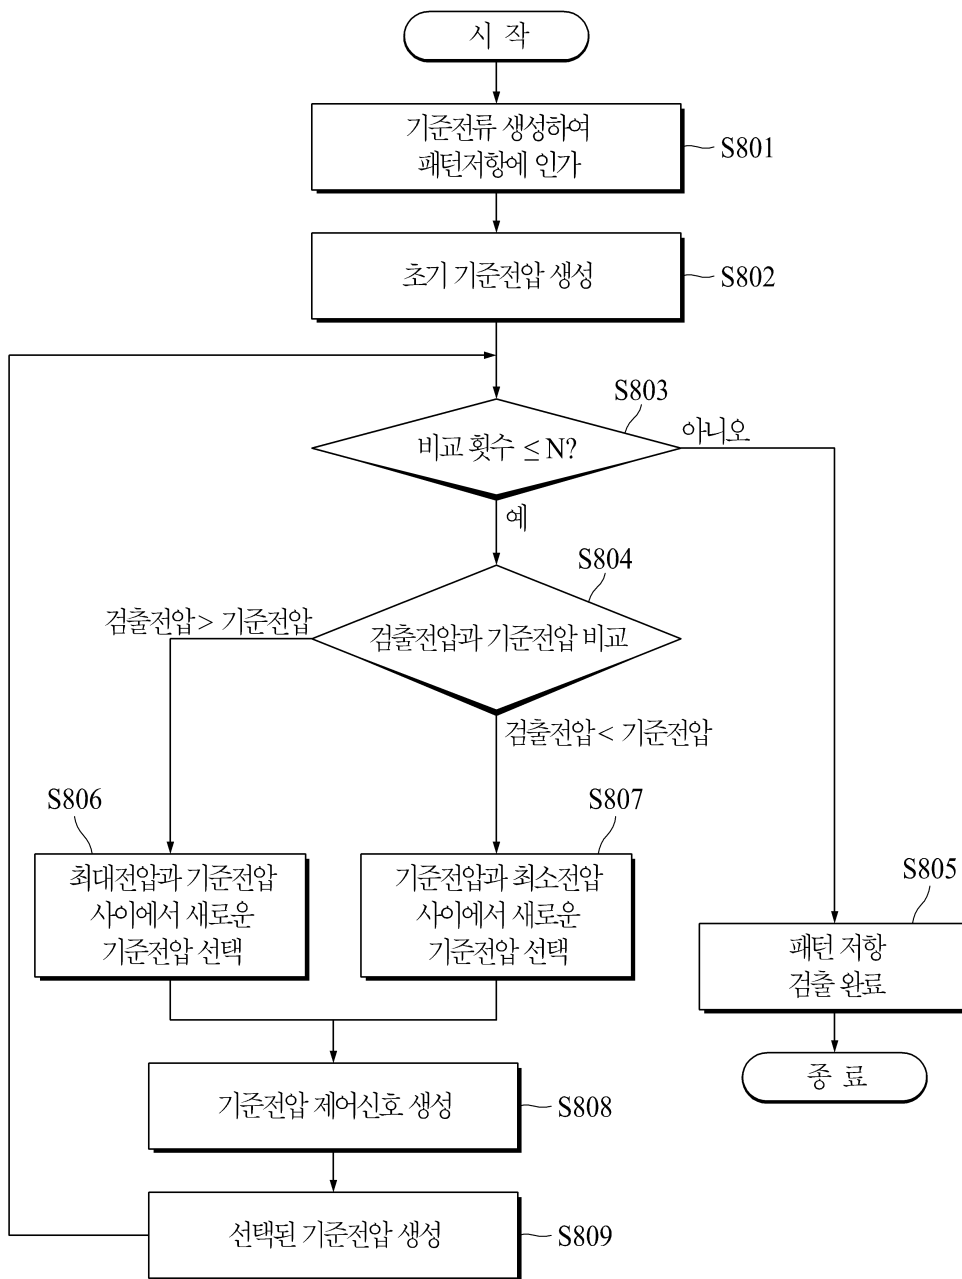 시 작
기준전류 생성하여
패턴저항에 인가
S801
초기 기준전압 생성
S802
S803
비교 횟수 ≤ N?
아니오
예
S804
검출전압> 기준전압
검출전압과 기준전압 비교
검출전압< 기준전압
S806
최대전압과 기준전압
사이에서 새로운
기준전압 선택
S807
기준전압과 최소전압
사이에서 새로운
기준전압 선택
S805
패턴 저항
검출 완료
종 료
기준전압 제어신호 생성
S808
선택된 기준전압 생성
S809